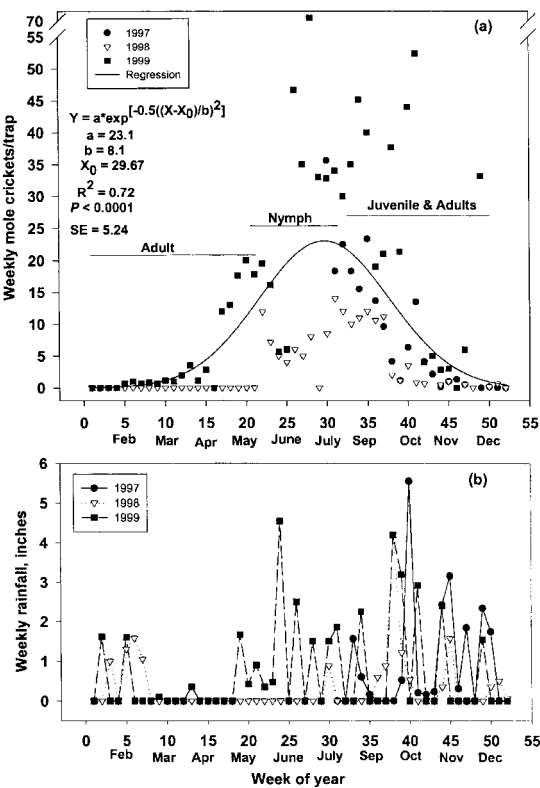 (a)
70
55
50
45
40
35
30
25
20
15
10
5
0
Weekly mole crickets/trap
1997
1998
1999
Regression
Y = a*exp[-0.5((X-X0)/b)2]
a = 23.1
b = 8.1
X0 = 29.67
R2 = 0.72
P < 0.0001
SE = 5.24
Adult
Nymph
Juvenile & Adults
0 5 10 15 20 25 30 35 40 45 50 55
Feb Mar Apr May June July Sep Oct Nov Dec
(b)
6
5
4
3
2
1
0
Weekly rainfall, inches
1997
1998
1999
0 5 10 15 20 25 30 35 40 45 50 55
Feb Mar Apr May June July Sep Oct Nov Dec
Week of year